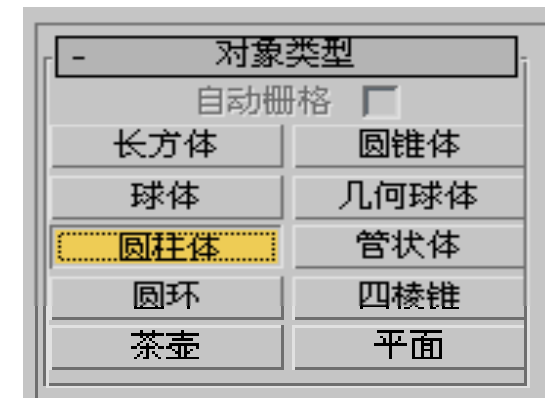 - 对象类型
自动栅格
长方体 圆锥体
球体 几何球体
圆柱体 管状体
圆环 四棱锥
茶壶 平面